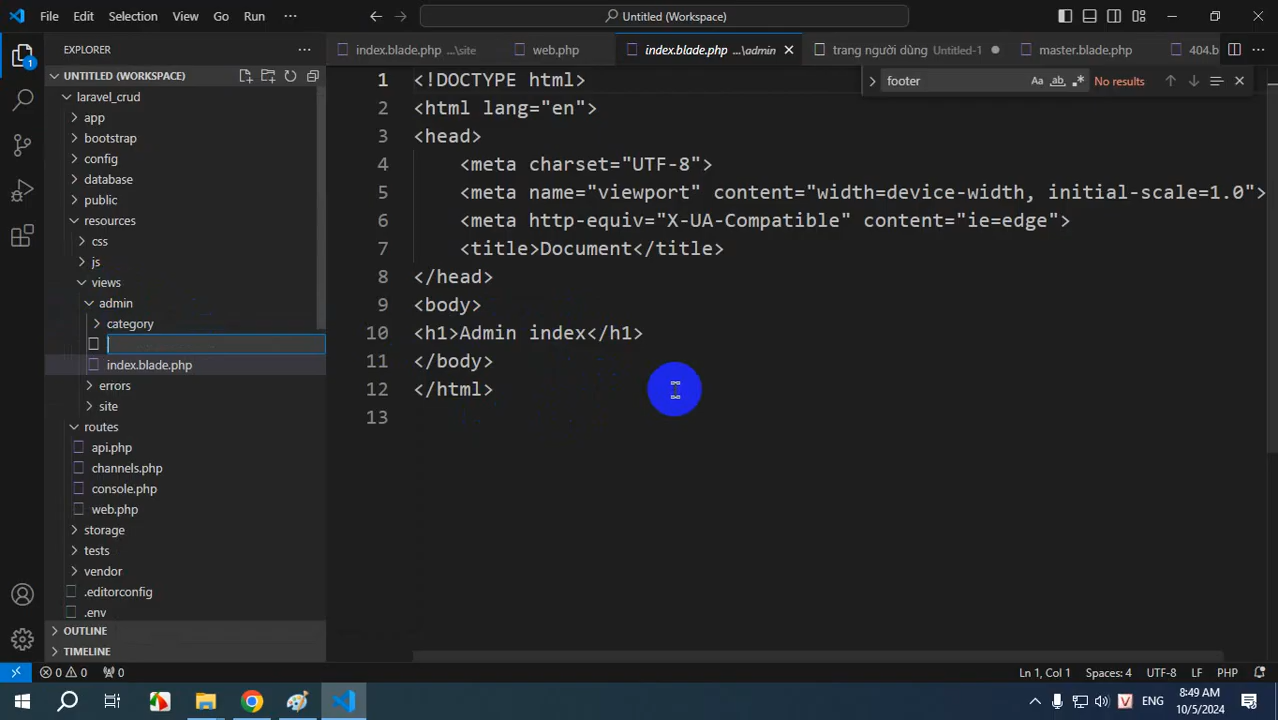 File Edit Selection View Go Run ··· Untitled (Workspace)
EXPLORER ···
index.blade.php ...\site
web.php
index.blade.php ...\admin
trang người dùng Untitled-1
master.blade.php
404.b
UNTITLED (WORKSPACE)
footer
Aa ab No results
laravel_crud
app
bootstrap
config
database
public
resources
css
js
views
admin
category
index.blade.php
errors
site
routes
api.php
channels.php
console.php
web.php
storage
tests
vendor
.editorconfig
.env
OUTLINE
TIMELINE
1 <!DOCTYPE html>
2 <html lang="en">
3 <head>
4 <meta charset="UTF-8">
5 <meta name="viewport" content="width=device-width, initial-scale=1.0">
6 <meta http-equiv="X-UA-Compatible" content="ie=edge">
7 <title>Document</title>
8 </head>
9 <body>
10 <h1>Admin index</h1>
11 </body>
12 </html>
13
0 0 0 Ln 1, Col 1 Spaces: 4 UTF-8 LF PHP
V ENG 8:49 AM
10/5/2024
1